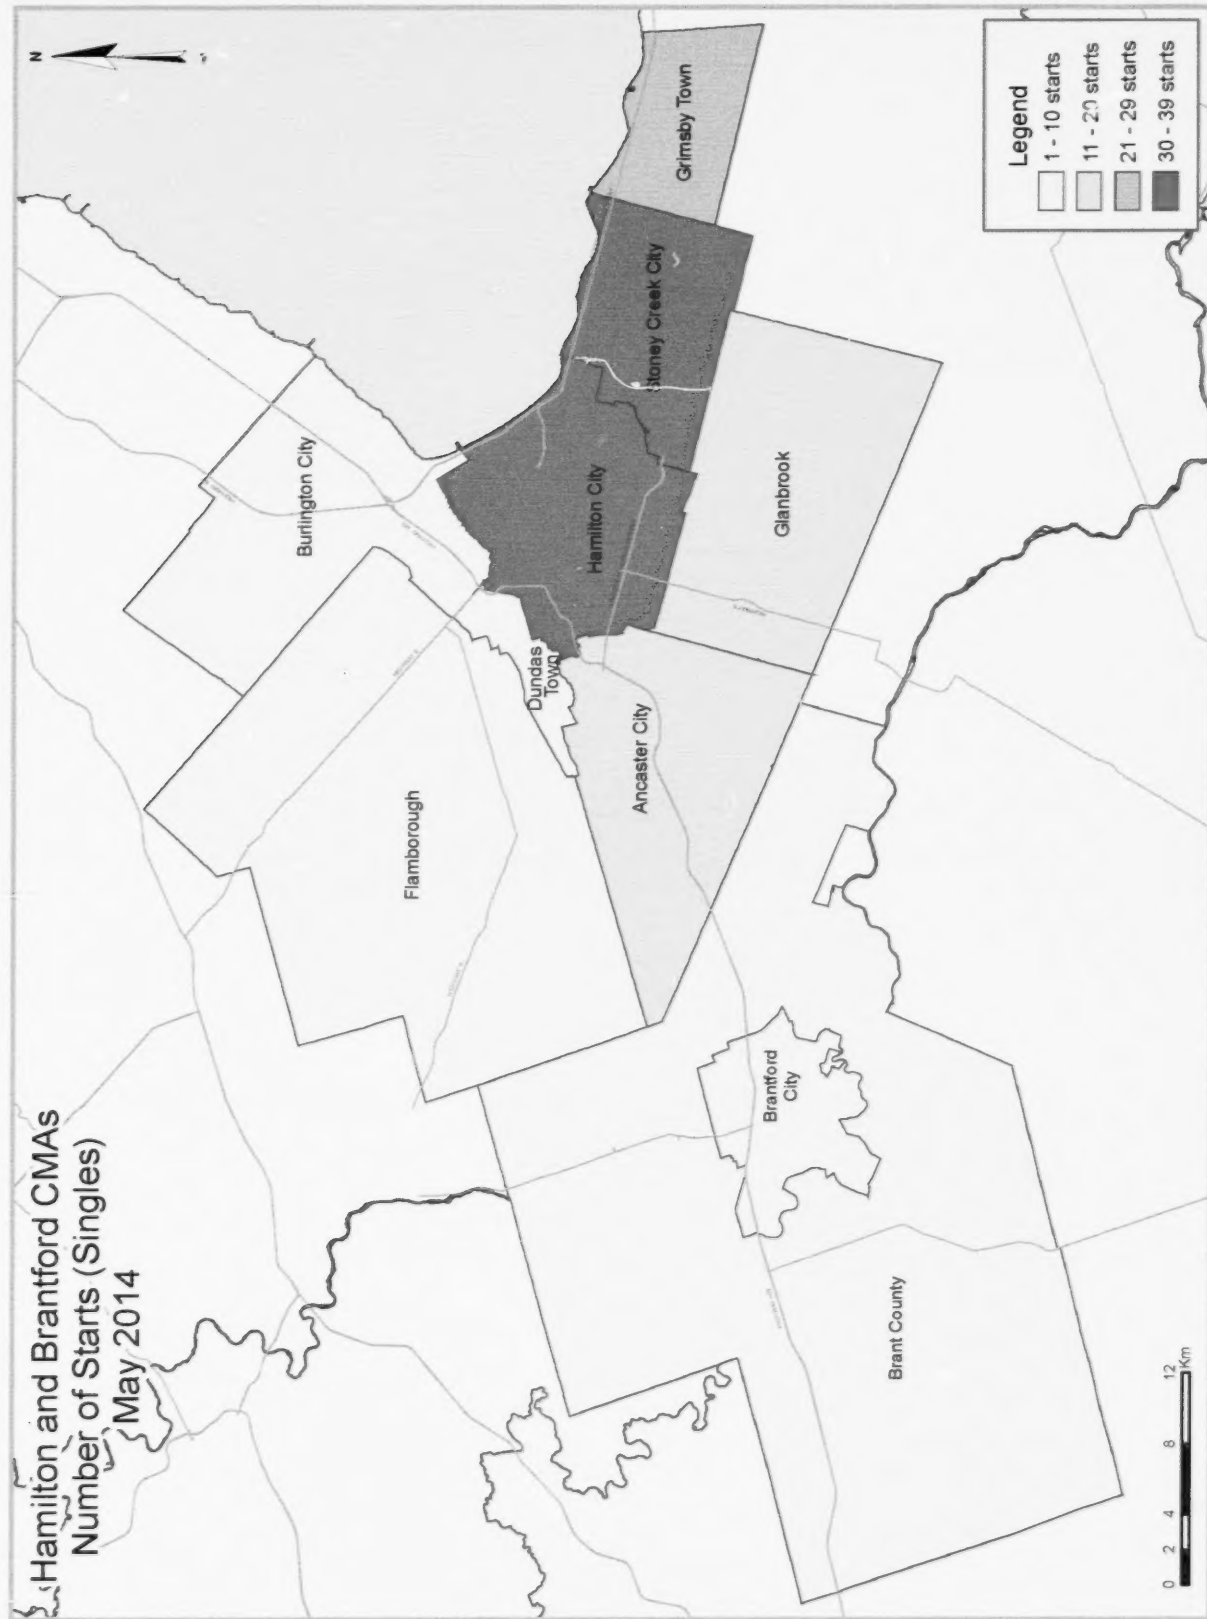 Hamilton and Brantford CMAs
Number of Starts (Singles)
May 2014
N
Burlington City
Flamborough
Dundas
Town
Hamilton City
Stoney Creek City
Grimsby Town
Ancaster City
Glanbrook
Brantford
City
Brant County
Legend
1 - 10 starts
11 - 20 starts
21 - 29 starts
30 - 39 starts
0 2 4 8 12
Km